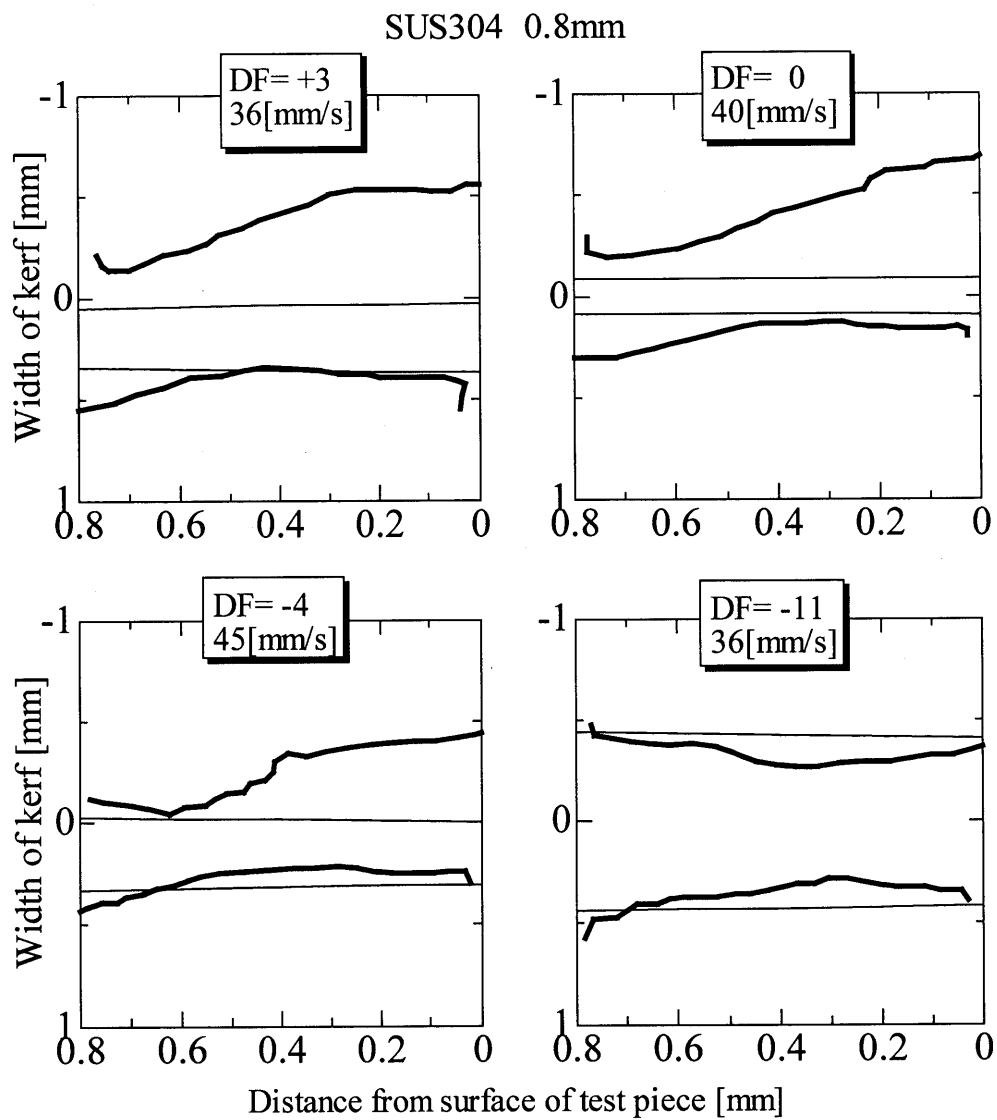 SUS304 0.8mm
DF= +3
36[mm/s]
DF= 0
40[mm/s]
-1
0
1
Width of kerf [mm]
0.8 0.6 0.4 0.2 0
-1
0
1
0.8 0.6 0.4 0.2 0
DF= -4
45[mm/s]
DF= -11
36[mm/s]
-1
0
1
Width of kerf [mm]
0.8 0.6 0.4 0.2 0
-1
0
1
0.8 0.6 0.4 0.2 0
Distance from surface of test piece [mm]